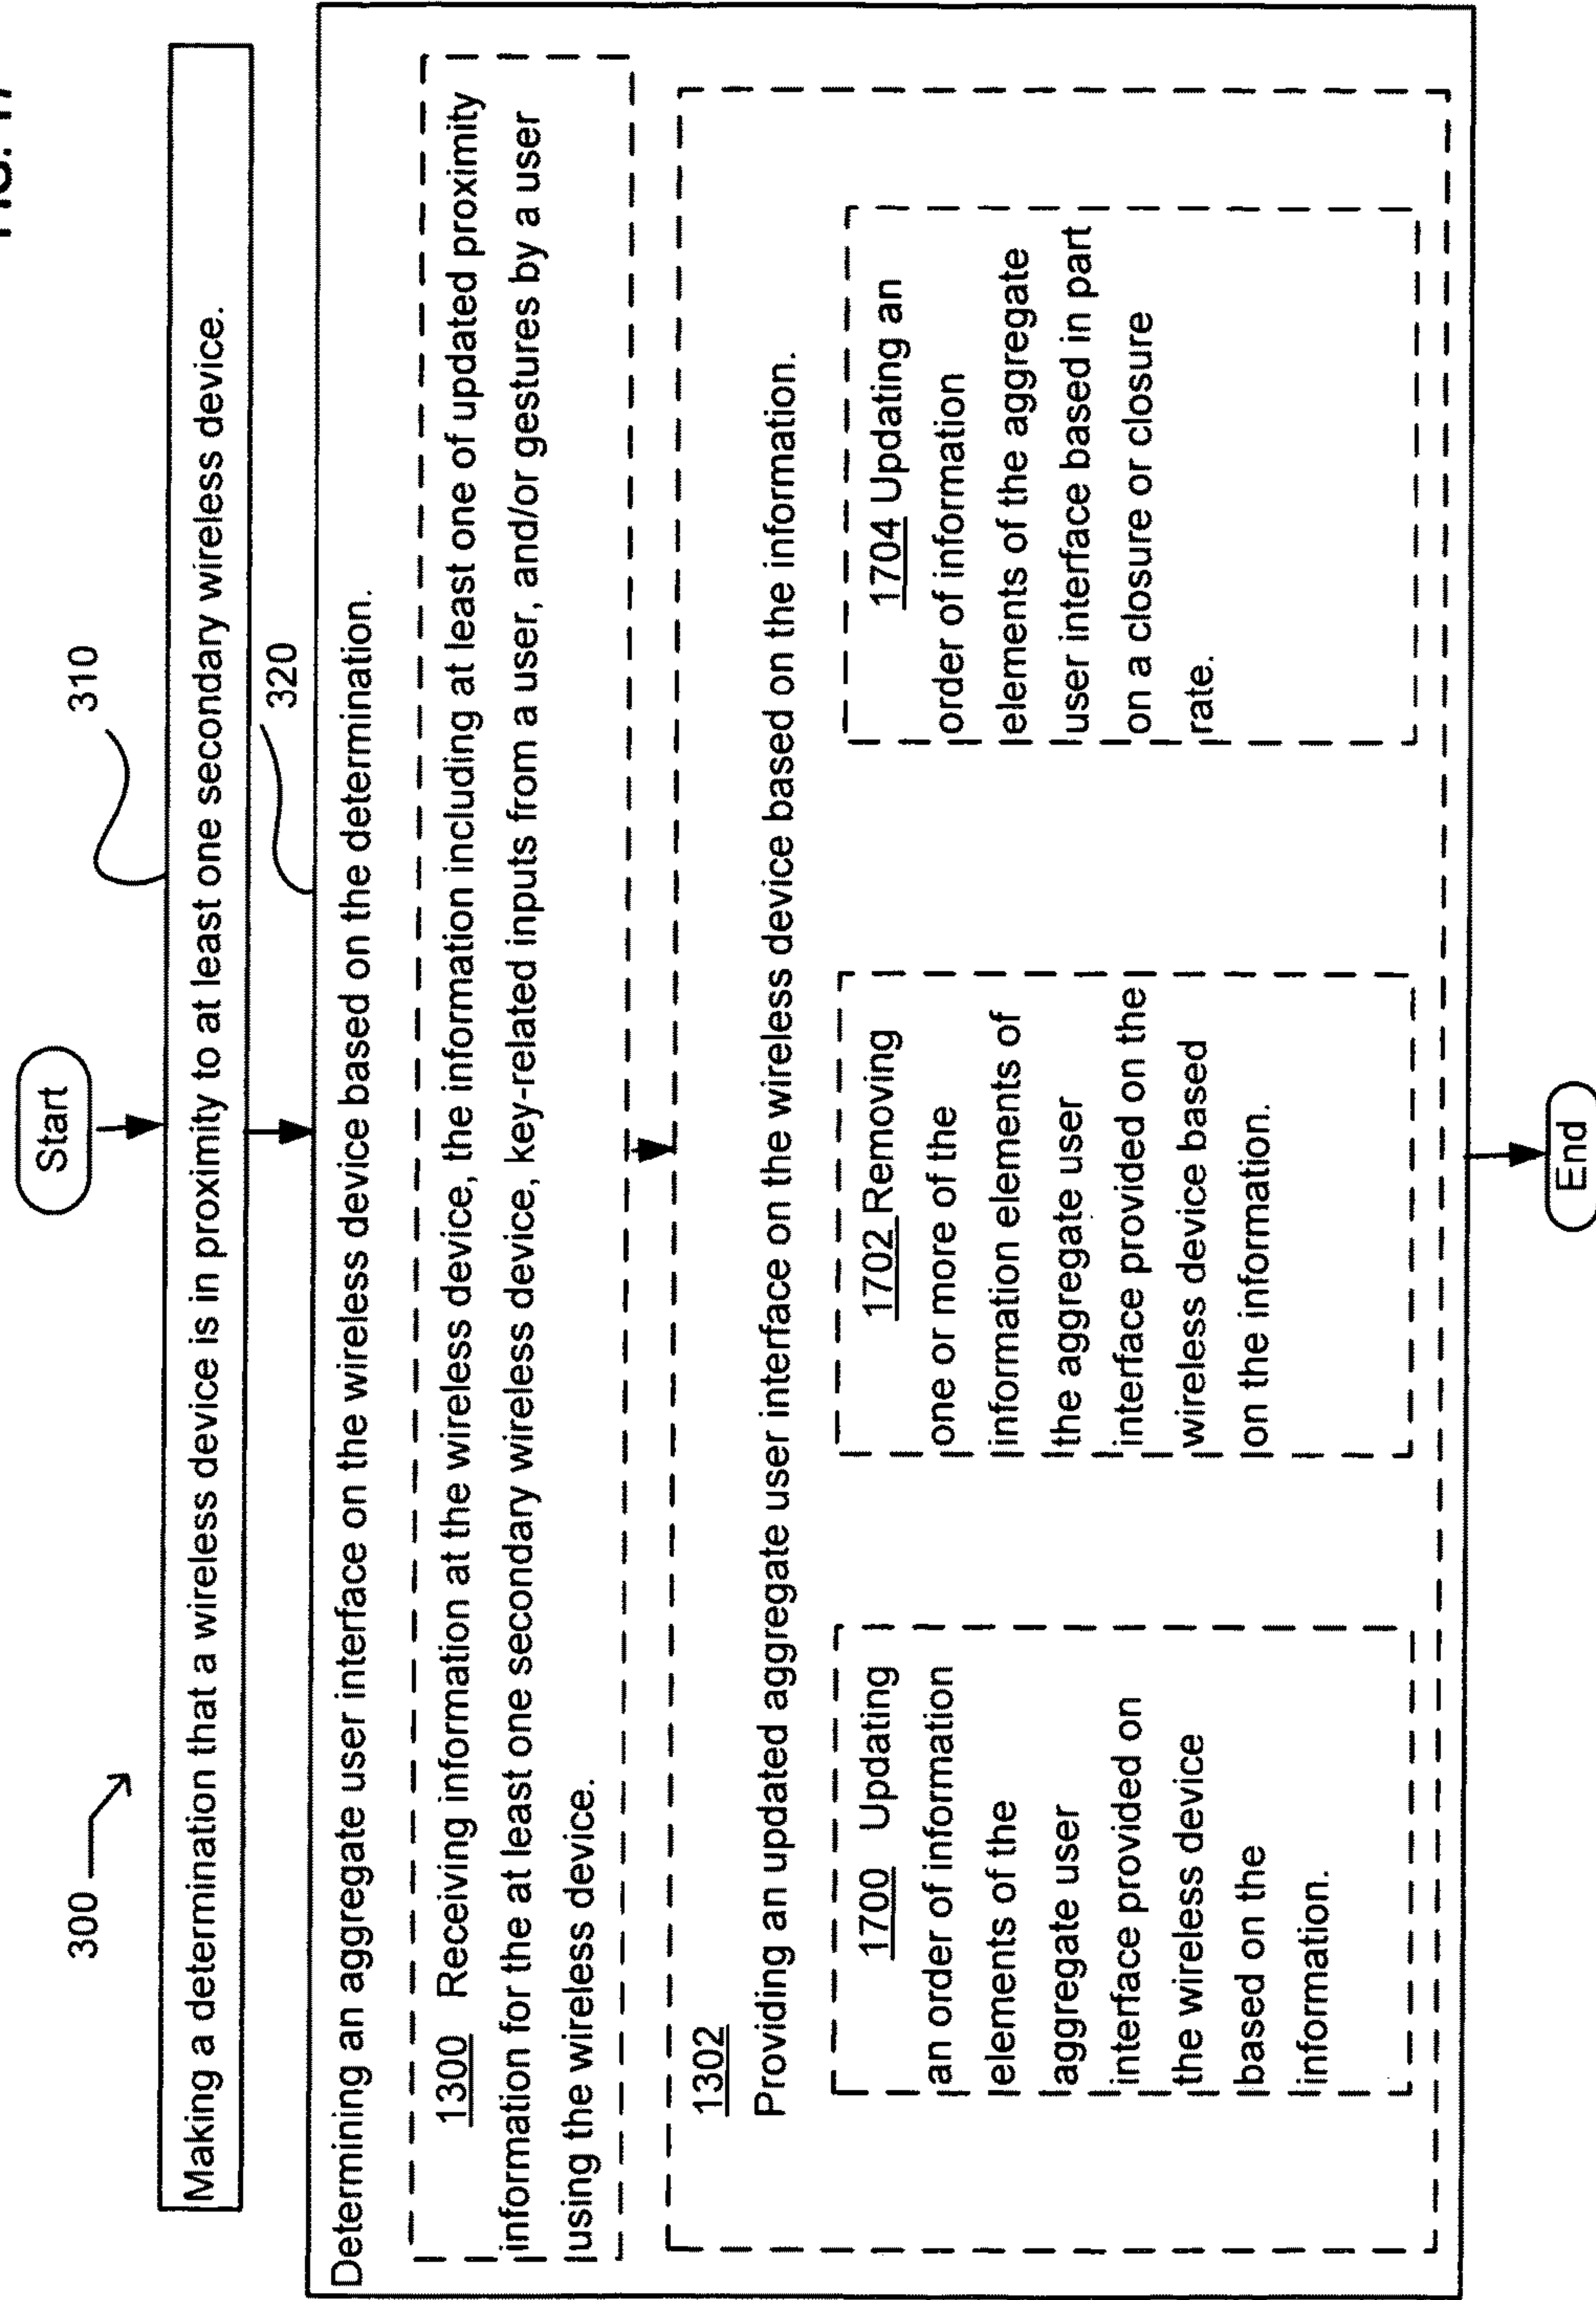 300
Start
310
Making a determination that a wireless device is in proximity to at least one secondary wireless device.
320
Determining an aggregate user interface on the wireless device based on the determination.
1300 Receiving information at the wireless device, the information including at least one of updated proximity
information for the at least one secondary wireless device, key-related inputs from a user, and/or gestures by a user
using the wireless device.
1302
Providing an updated aggregate user interface on the wireless device based on the information.
1700 Updating
an order of information
elements of the
aggregate user
interface provided on
the wireless device
based on the
information.
1702 Removing
one or more of the
information elements of
the aggregate user
interface provided on the
wireless device based
on the information.
1704 Updating an
order of information
elements of the aggregate
user interface based in part
on a closure or closure
rate.
End